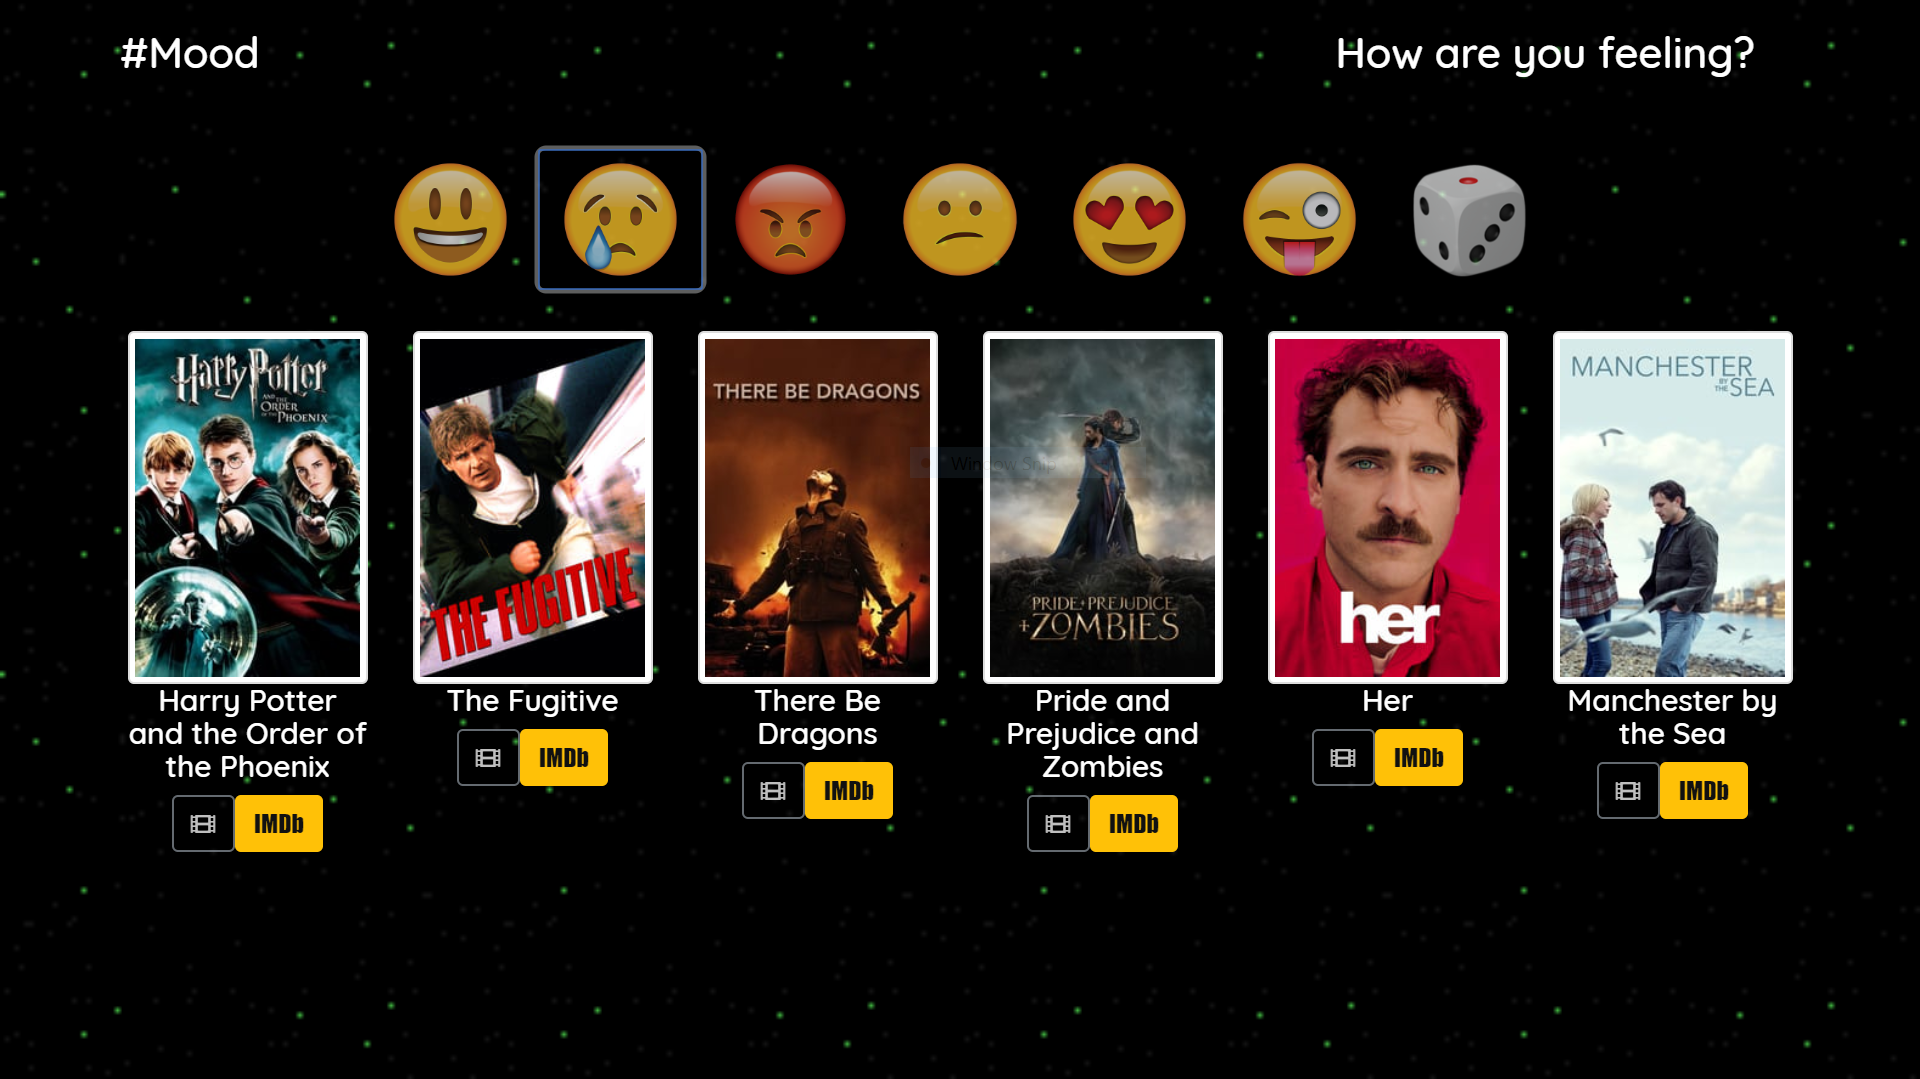 #Mood
How are you feeling?
Harry Potter
AND THE
ORDER
OF THE
PHOENIX
THE FUGITIVE
THERE BE DRAGONS
PRIDE + PREJUDICE
+ ZOMBIES
her
MANCHESTER
BY
THE SEA
Window Snip
Harry Potter
and the Order of
the Phoenix
IMDb
The Fugitive
IMDb
There Be
Dragons
IMDb
Pride and
Prejudice and
Zombies
IMDb
Her
IMDb
Manchester by
the Sea
IMDb